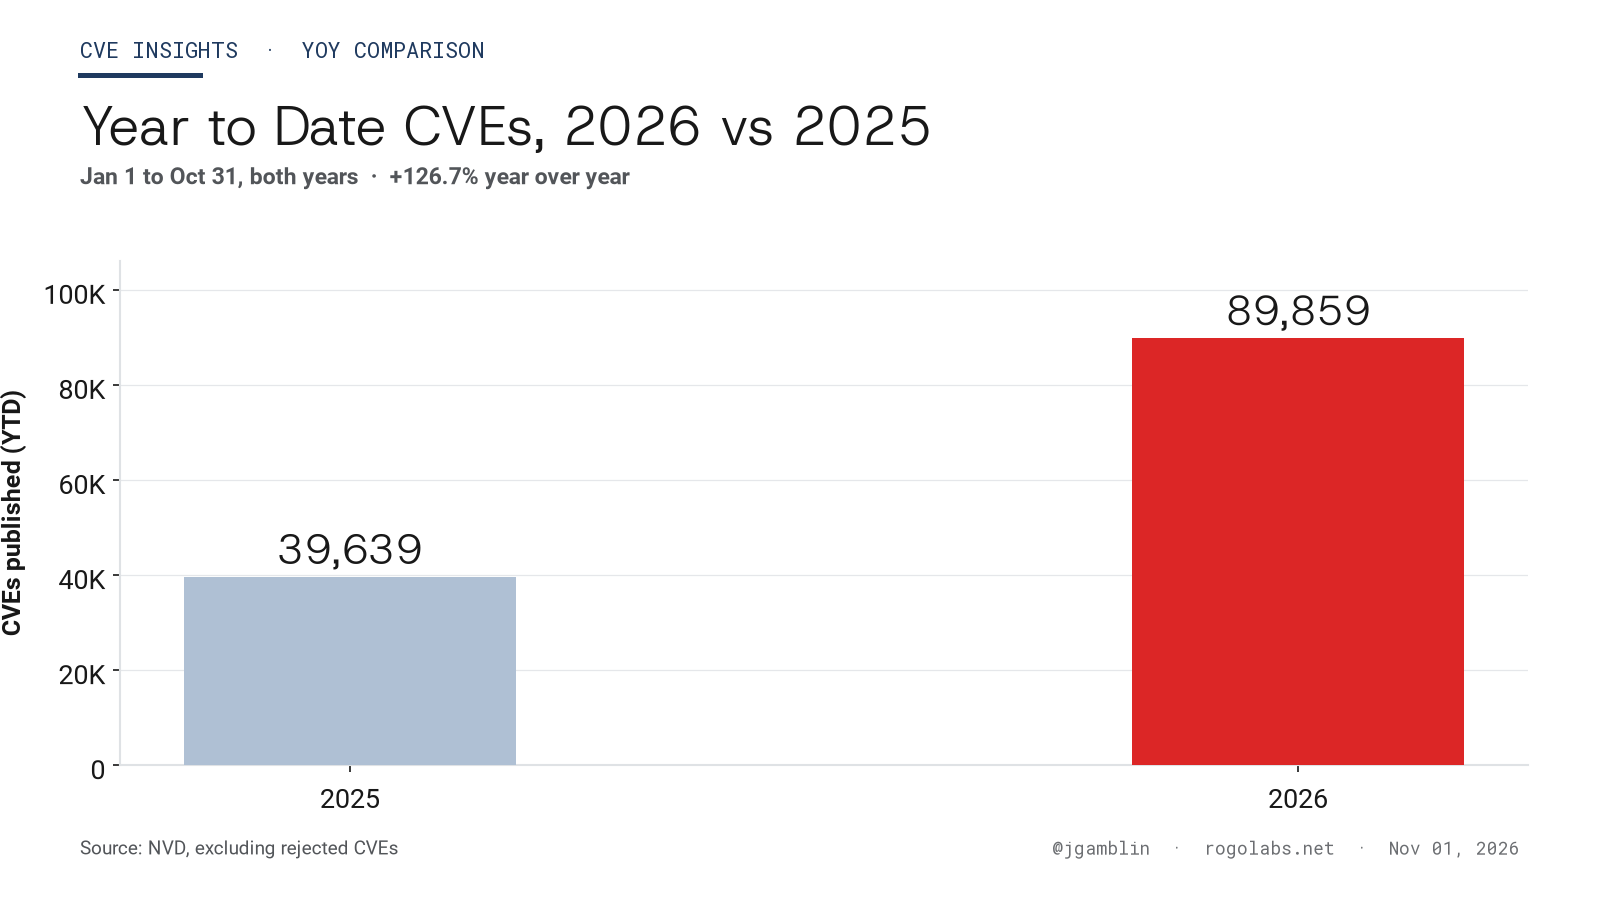 CVE INSIGHTS · YOY COMPARISON
Year to Date CVEs, 2026 vs 2025
Jan 1 to Oct 31, both years · +126.7% year over year
CVEs published (YTD)
100K
80K
60K
40K
20K
0
39,639
89,859
2025
2026
Source: NVD, excluding rejected CVEs
@jgamblin · rogolabs.net · Nov 01, 2026